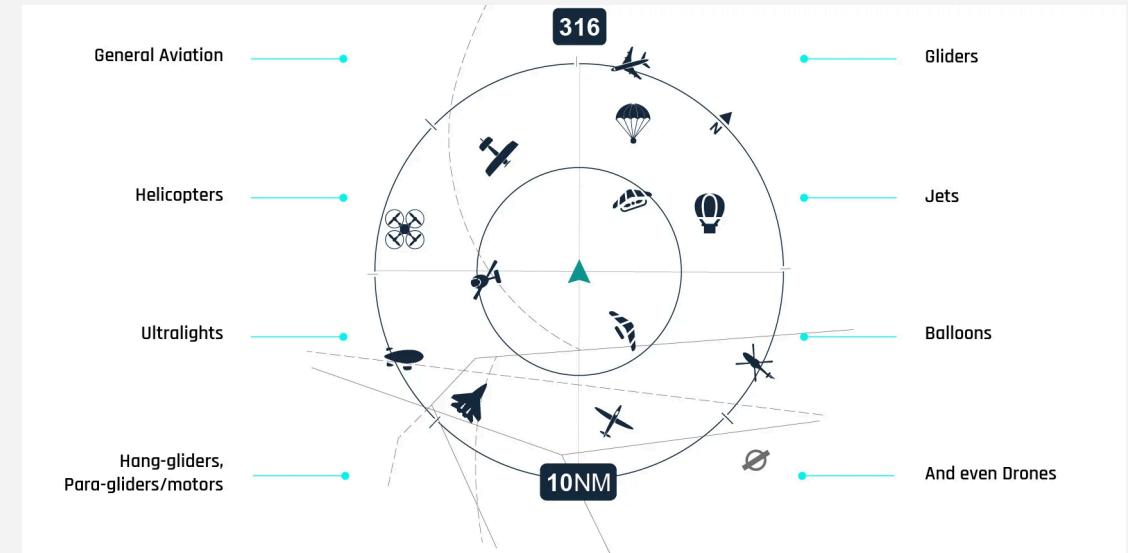 316
General Aviation
Gliders
N
Helicopters
Jets
Ultralights
Balloons
Hang-gliders,
Para-gliders/motors
10NM
And even Drones